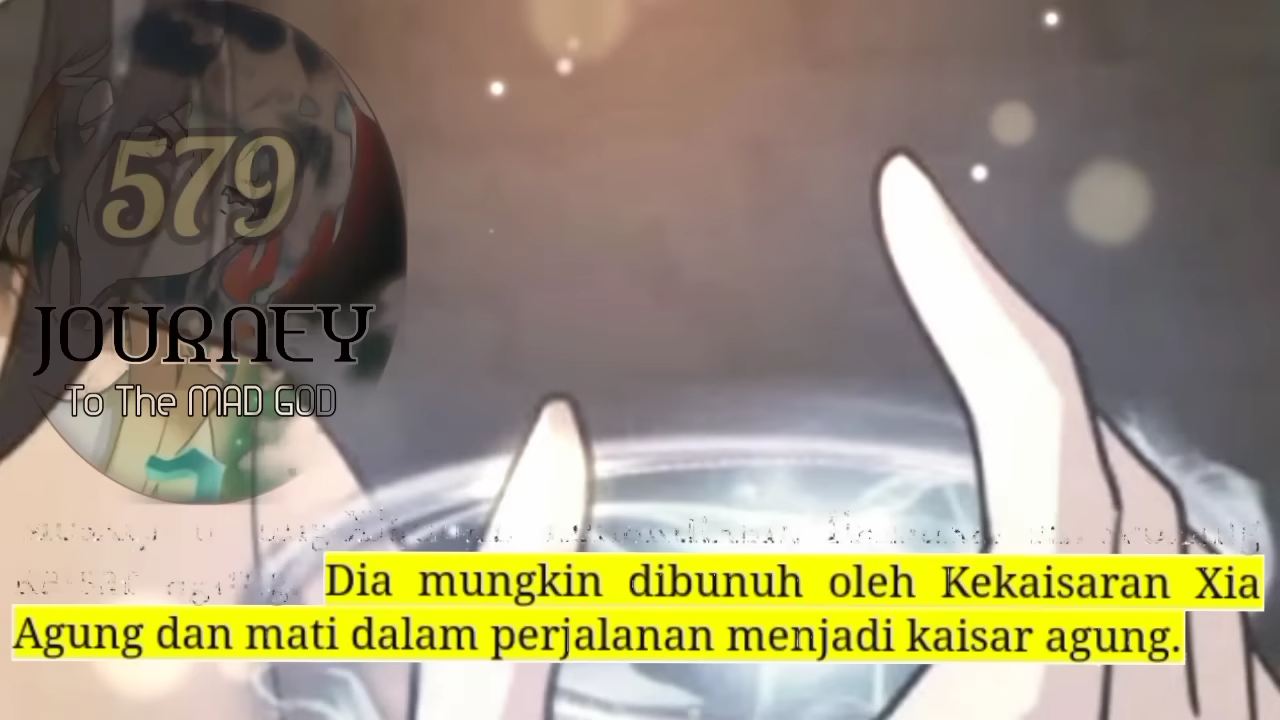 579
JOURNEY
To The MAD GOD
Dia mungkin dibunuh oleh Kekaisaran Xia
Agung dan mati dalam perjalanan menjadi kaisar agung.